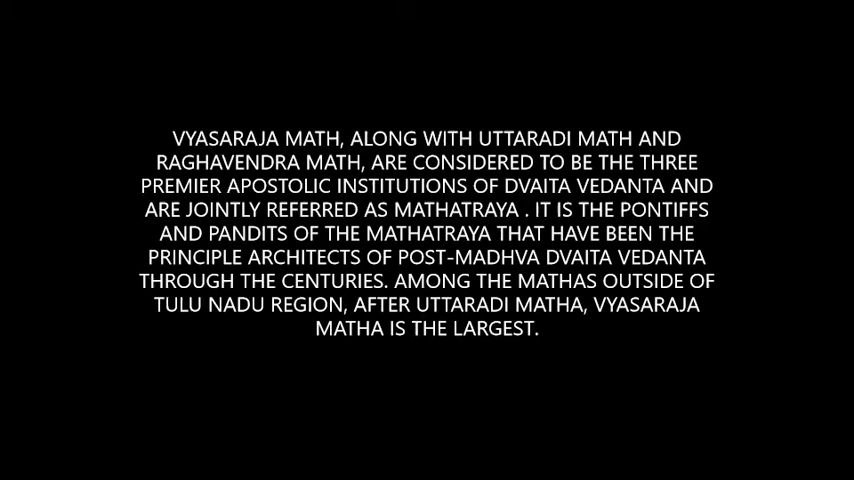 VYASARAJA MATH, ALONG WITH UTTARADI MATH AND
RAGHAVENDRA MATH, ARE CONSIDERED TO BE THE THREE
PREMIER APOSTOLIC INSTITUTIONS OF DVAITA VEDANTA AND
ARE JOINTLY REFERRED AS MATHATRAYA . IT IS THE PONTIFFS
AND PANDITS OF THE MATHATRAYA THAT HAVE BEEN THE
PRINCIPLE ARCHITECTS OF POST-MADHVA DVAITA VEDANTA
THROUGH THE CENTURIES. AMONG THE MATHAS OUTSIDE OF
TULU NADU REGION, AFTER UTTARADI MATHA, VYASARAJA
MATHA IS THE LARGEST.